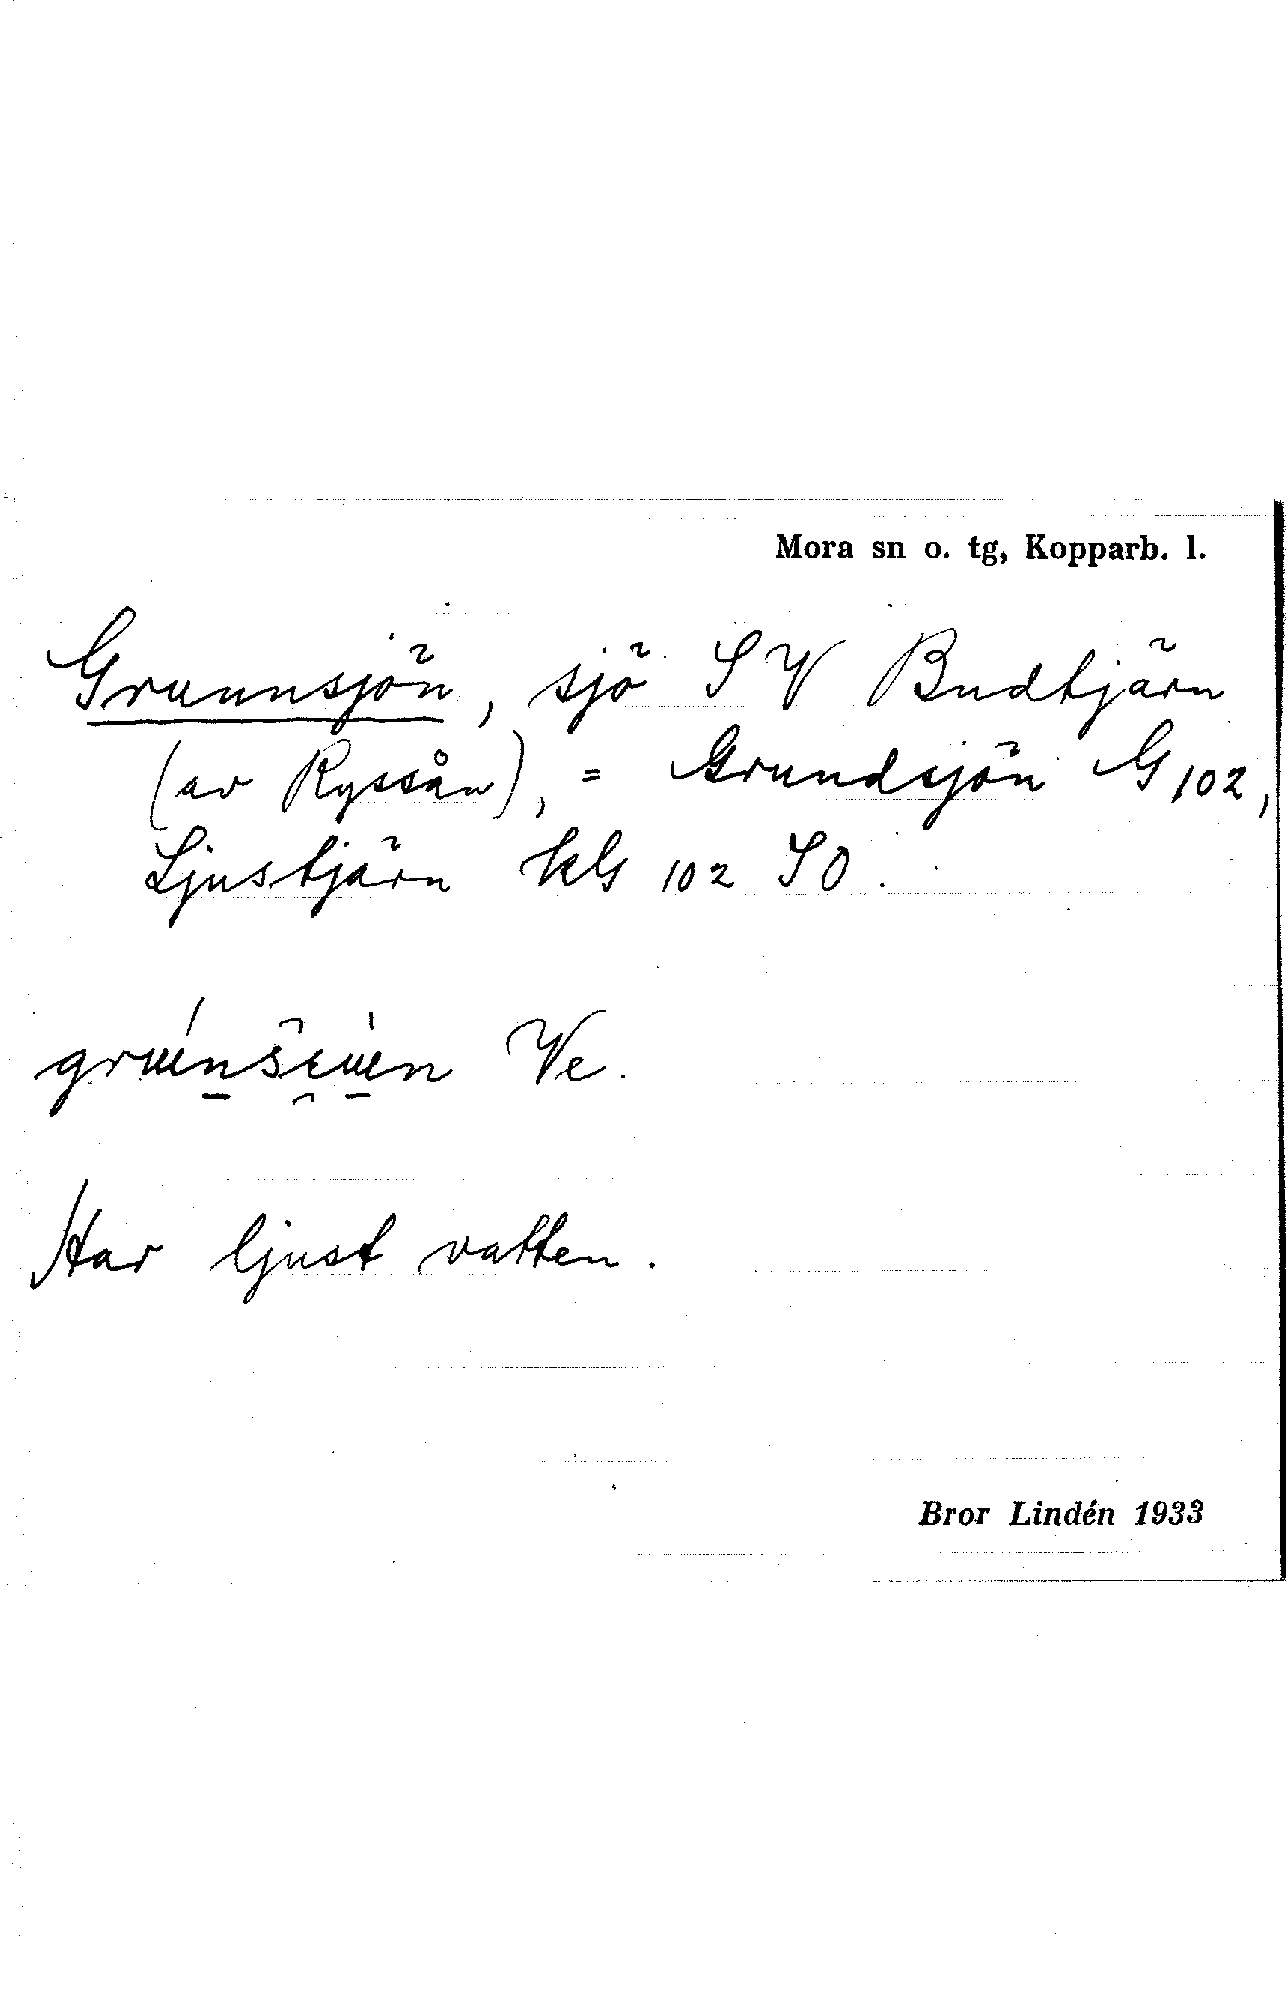 Mora sn o. tg, Kopparb. l.
Grunnsjön, sjö SV Budtjärn
(av Ryssån), = Grundsjön G 102,
Ljustjärn kG 102 SO.
Ve.
Har ljust vatten.
Bror Lindén 1933